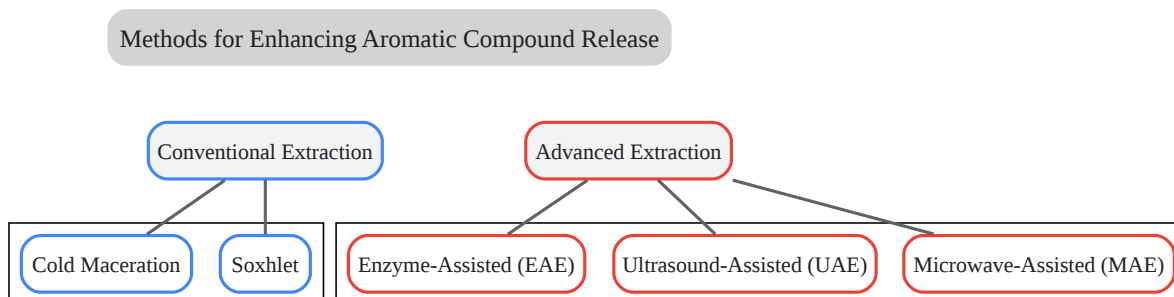 Methods for Enhancing Aromatic Compound Release
Conventional Extraction
Advanced Extraction
Cold Maceration
Soxhlet
Enzyme-Assisted (EAE)
Ultrasound-Assisted (UAE)
Microwave-Assisted (MAE)